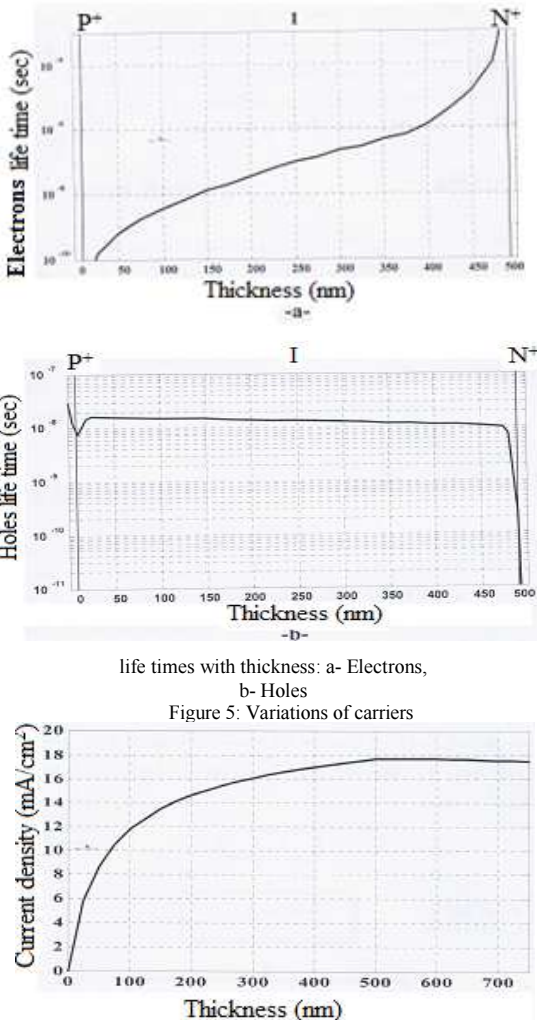 P+ I N+
Electrons life time (sec)
10
0 50 100 150 200 250 300 350 400 450 500
Thickness (nm)
-a-
P+ I N+
Holes life time (sec)
10 -7
10 -8
10 -9
10 -10
10 -11
0 50 100 150 200 250 300 350 400 450 500
Thickness (nm)
-b-
life times with thickness: a- Electrons,
b- Holes
Figure 5: Variations of carriers
Current density (mA/cm²)
20
18
16
14
12
10
8
6
4
2
0
0 100 200 300 400 500 600 700
Thickness (nm)